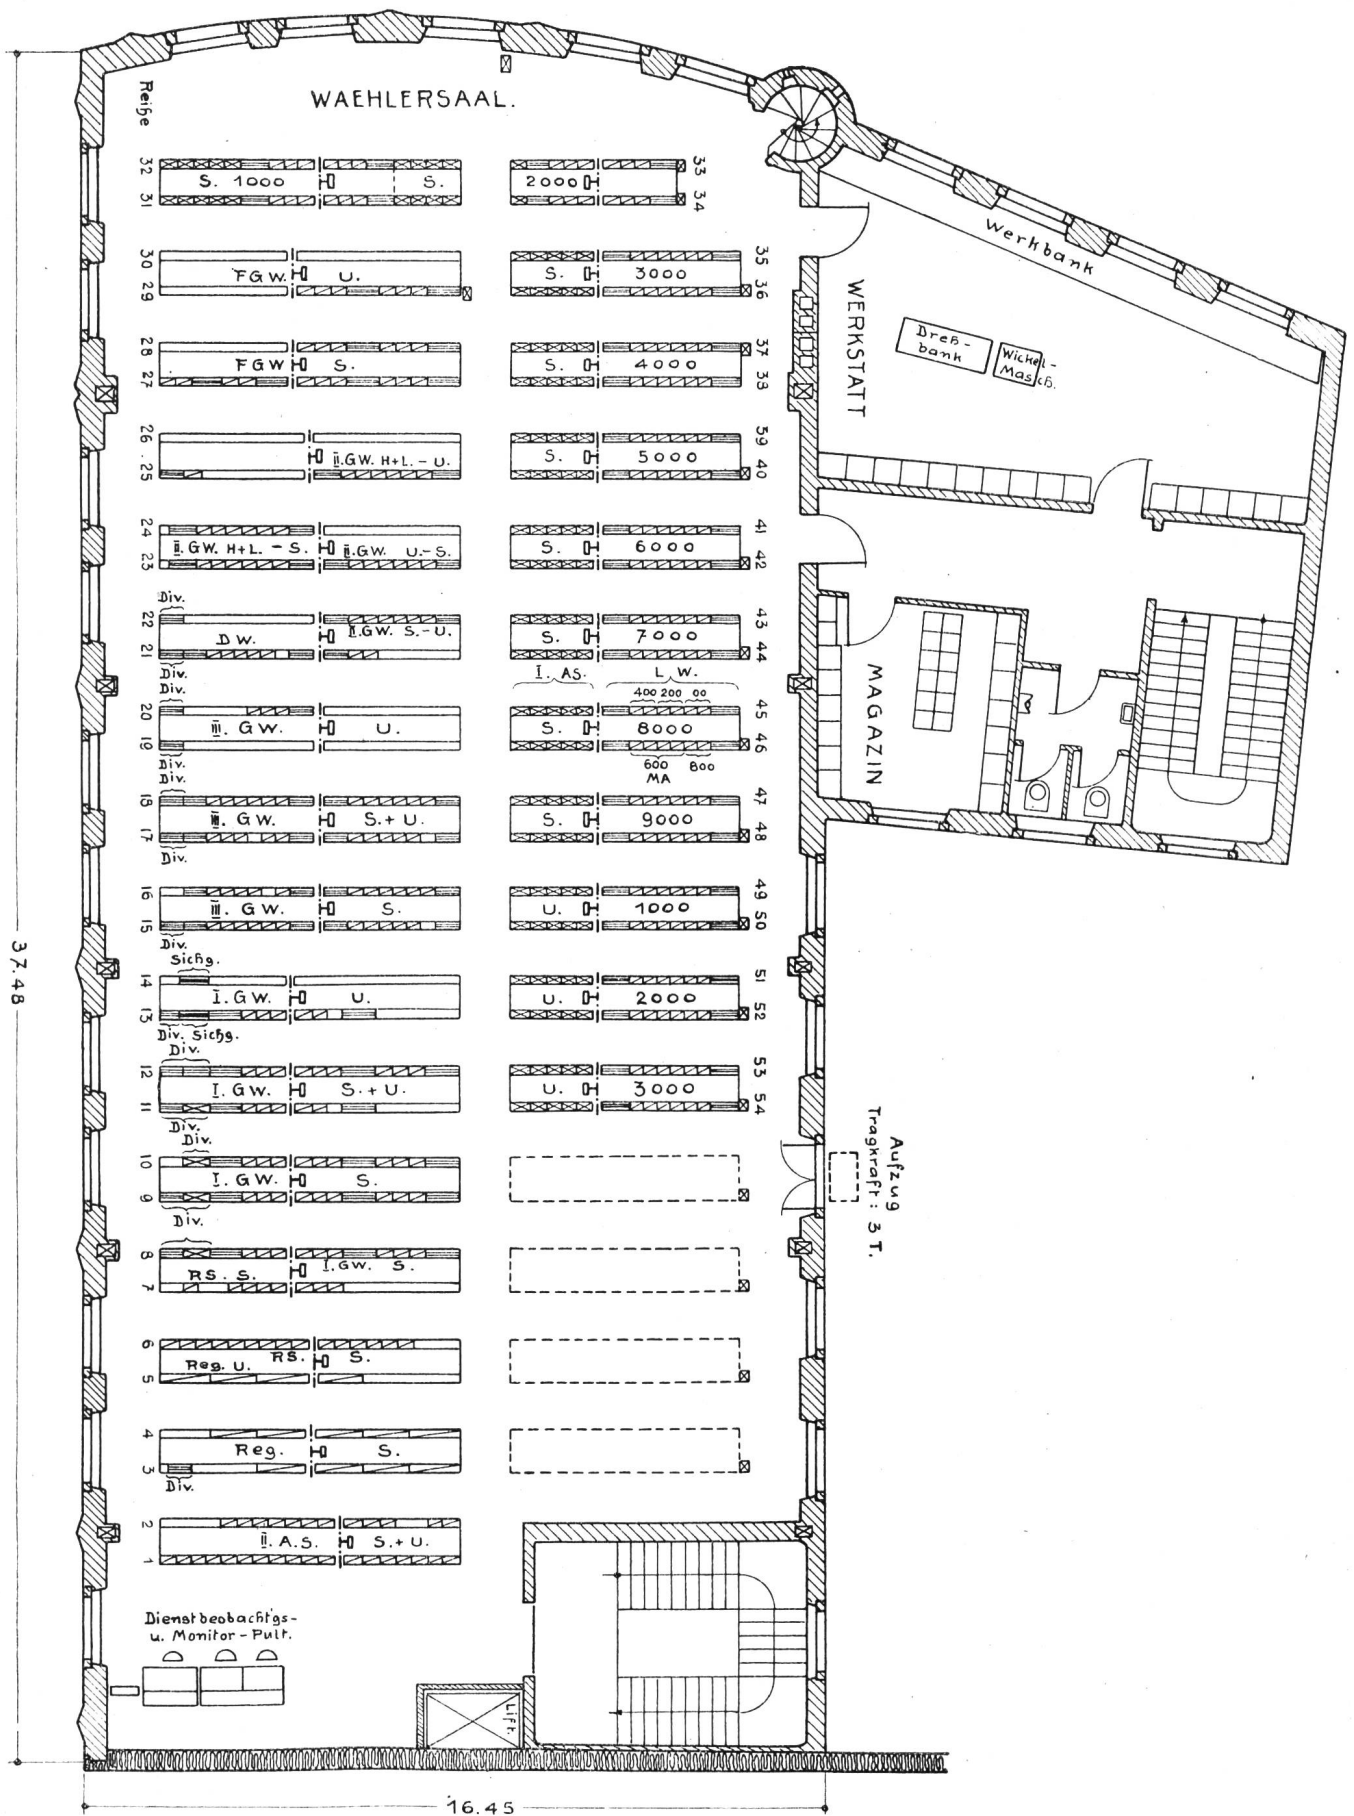 WAEHLERSAAL.
Reihe
32
S. 1000
S.
2000
33
31
34
30
FGW.
U.
S.
3000
35
29
36
28
FGW
S.
S.
4000
37
27
38
26
II.GW. H+L. - U.
S.
5000
39
25
40
24
II.GW. H+L. - S.
II.GW. U.-S.
S.
6000
41
23
42
Div.
22
D W.
II.GW. S.-U.
S.
7000
43
21
44
Div.
Div.
I. AS.
L. W.
400 200 00
20
III. GW.
U.
S.
8000
45
19
46
Div.
Div.
600
800
MA
18
III. GW.
S.+ U.
S.
9000
47
17
48
Div.
16
III. GW.
S.
U.
1000
49
15
50
Div.
Sichg.
14
I. GW.
U.
U.
2000
51
13
52
Div. Sichg.
Div.
12
I. GW.
S.+ U.
U.
3000
53
11
54
Div.
Div.
10
I. GW.
S.
9
Div.
8
RS. S.
I.GW. S.
7
6
Reg. U.
RS.
S.
5
4
Reg.
S.
3
Div.
2
II. A.S.
S.+ U.
1
Dienstbeobachtgs-
u. Monitor-Pult.
Lift.
WERKSTATT
Werkbank
Dreh-
bank
Wickel-
Masch.
MAGAZIN
Aufzug
Tragkraft: 3 T.
37.48
16.45